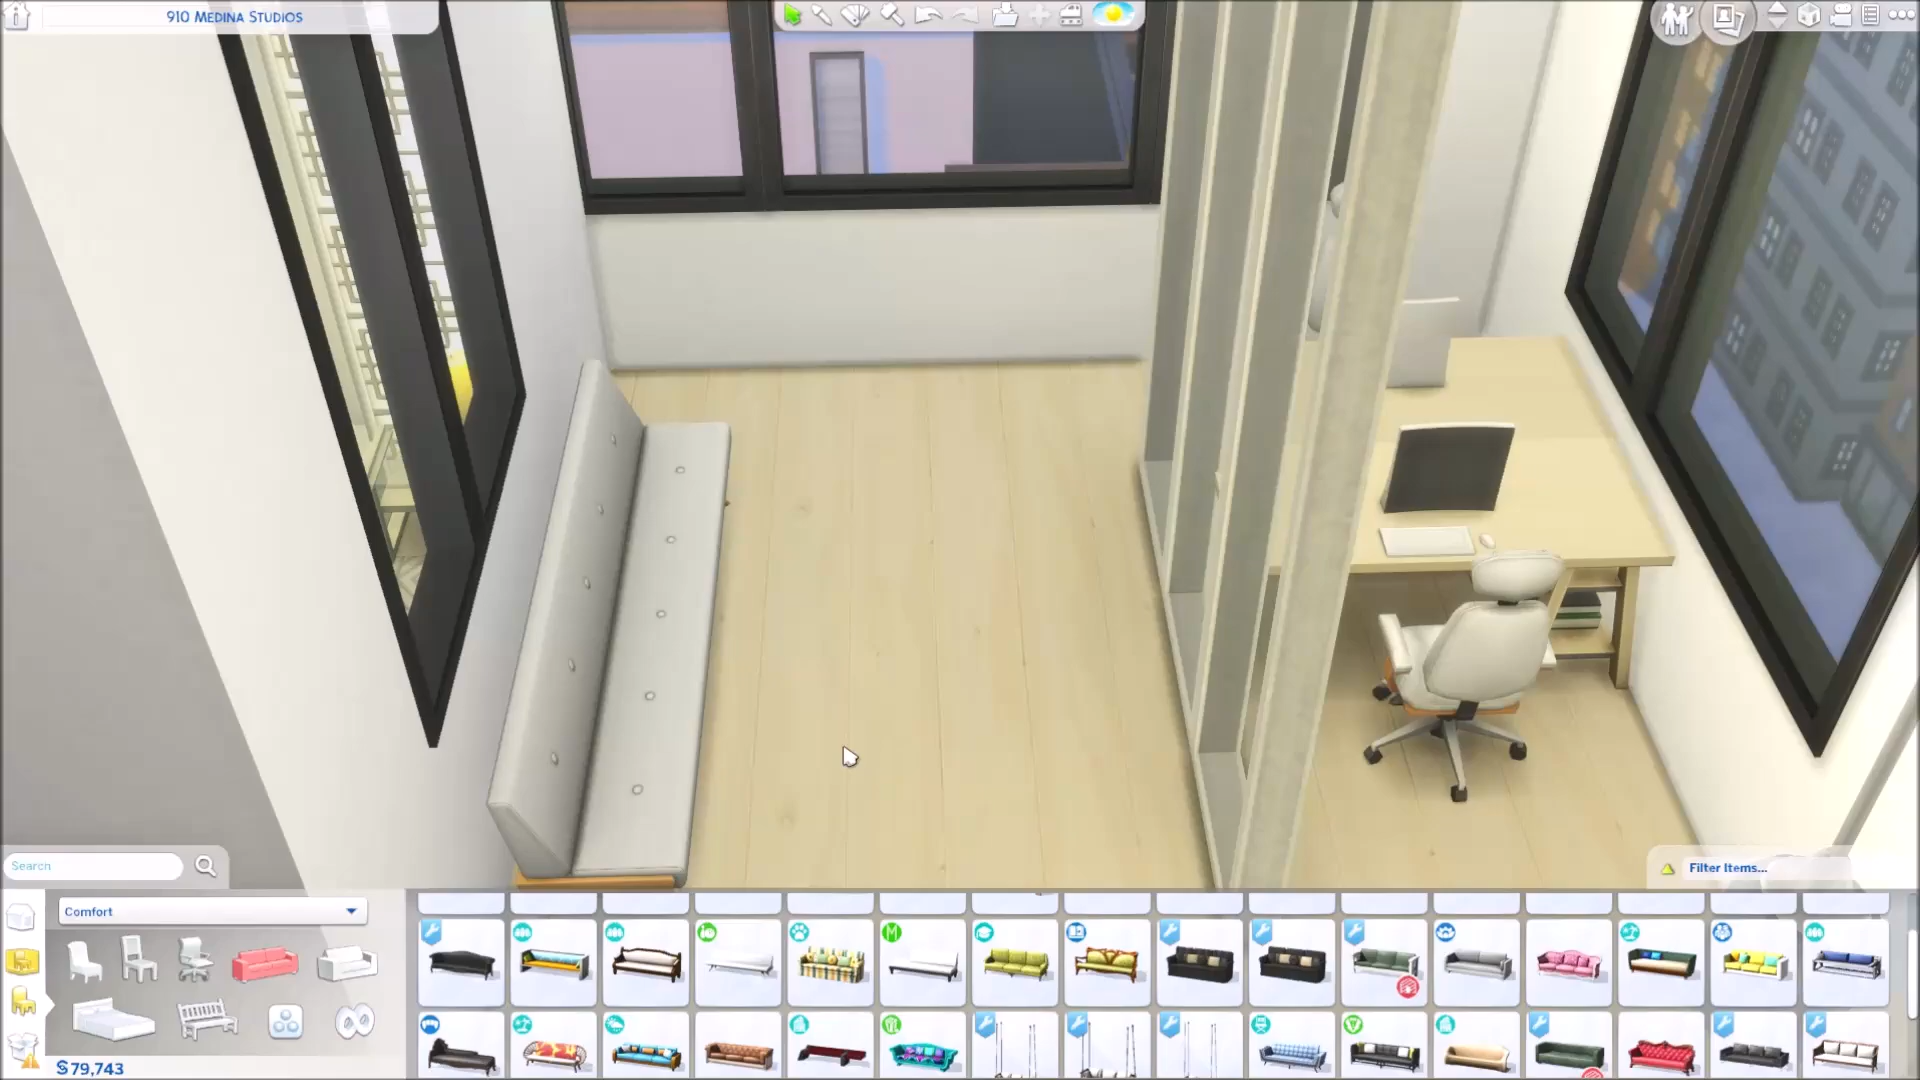 910 Medina Studios
Search
Filter Items...
Comfort
§79,743